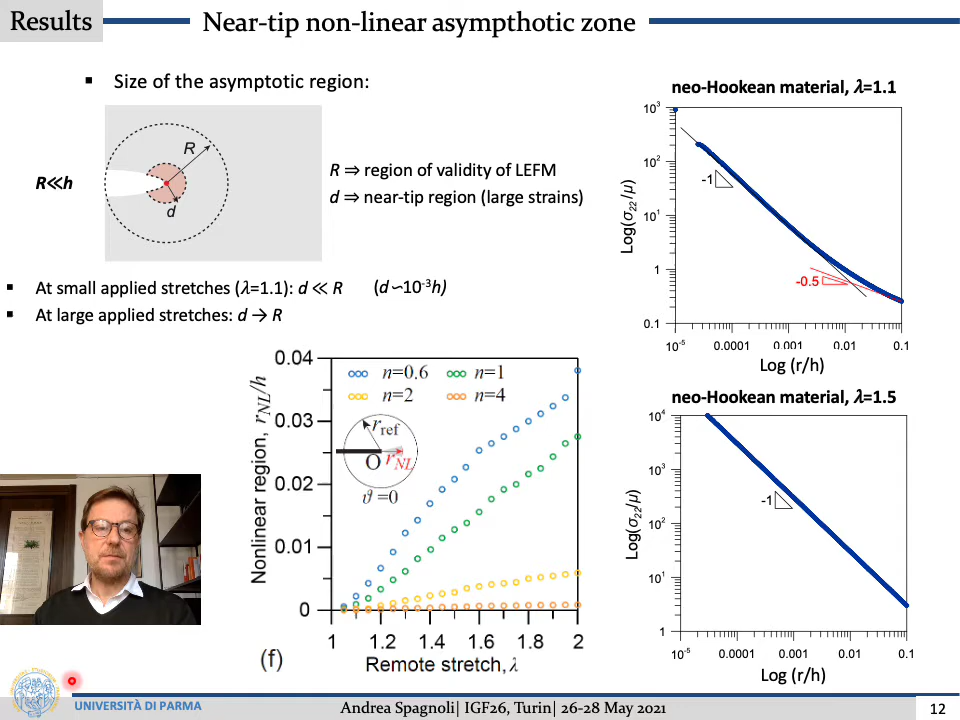 Results
Near-tip non-linear asympthotic zone
▪ Size of the asymptotic region:
R≪h
R
d
R ⇒ region of validity of LEFM
d ⇒ near-tip region (large strains)
▪ At small applied stretches (λ=1.1): d ≪ R (d ∽10⁻³h)
▪ At large applied stretches: d → R
neo-Hookean material, λ=1.1
Log(σ₂₂/μ)
10³
10²
10¹
1
0.1
-1
-0.5
10⁻⁵ 0.0001 0.001 0.01 0.1
Log (r/h)
neo-Hookean material, λ=1.5
Log(σ₂₂/μ)
10⁴
10³
10²
10¹
1
-1
10⁻⁵ 0.0001 0.001 0.01 0.1
Log (r/h)
Nonlinear region, r_NL/h
0.04
0.03
0.02
0.01
0
n=0.6 n=1
n=2 n=4
r_ref
O r_NL
ϑ =0
1 1.2 1.4 1.6 1.8 2
(f) Remote stretch, λ
UNIVERSITÀ DI PARMA
Andrea Spagnoli| IGF26, Turin| 26-28 May 2021
12